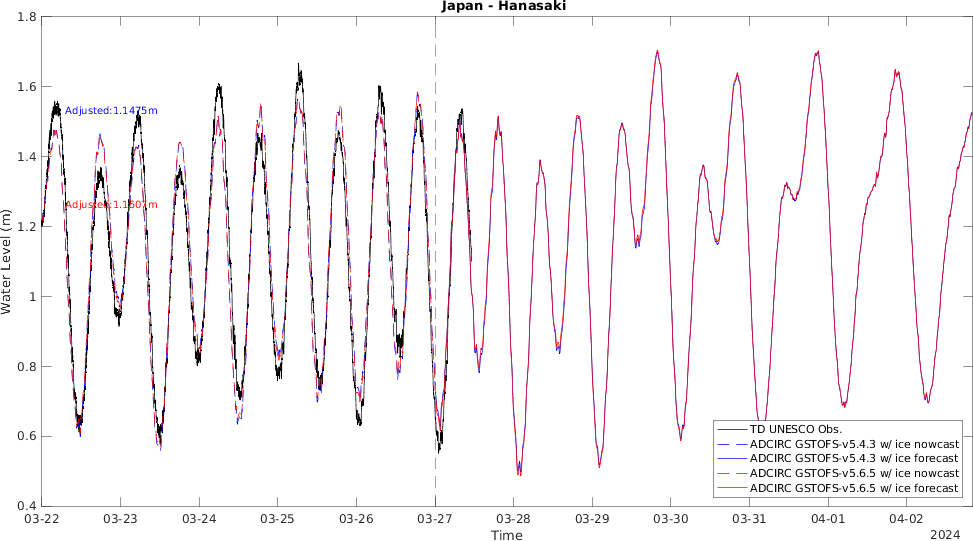 Japan - Hanasaki
1.8
1.6
1.4
1.2
1
0.8
0.6
0.4
Water Level (m)
Adjusted:1.1475m
Adjusted:1.1507m
TD UNESCO Obs.
ADCIRC GSTOFS-v5.4.3 w/ ice nowcast
ADCIRC GSTOFS-v5.4.3 w/ ice forecast
ADCIRC GSTOFS-v5.6.5 w/ ice nowcast
ADCIRC GSTOFS-v5.6.5 w/ ice forecast
03-22 03-23 03-24 03-25 03-26 03-27 03-28 03-29 03-30 03-31 04-01 04-02
Time
2024